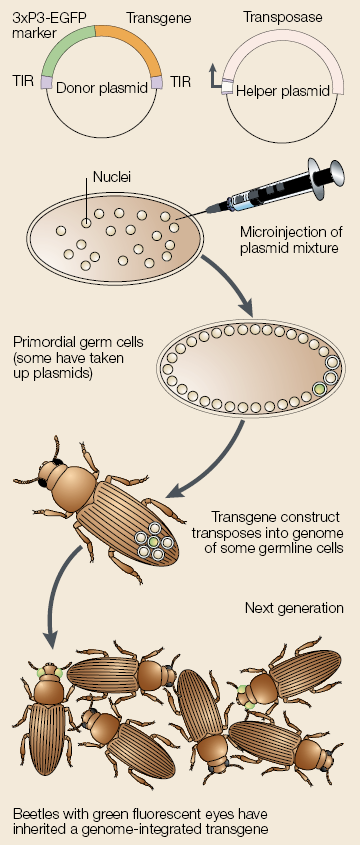 3xP3-EGFP
marker
Transgene
TIR
Donor plasmid
TIR
Transposase
Helper plasmid
Nuclei
Microinjection of
plasmid mixture
Primordial germ cells
(some have taken
up plasmids)
Transgene construct
transposes into genome
of some germline cells
Next generation
Beetles with green fluorescent eyes have
inherited a genome-integrated transgene